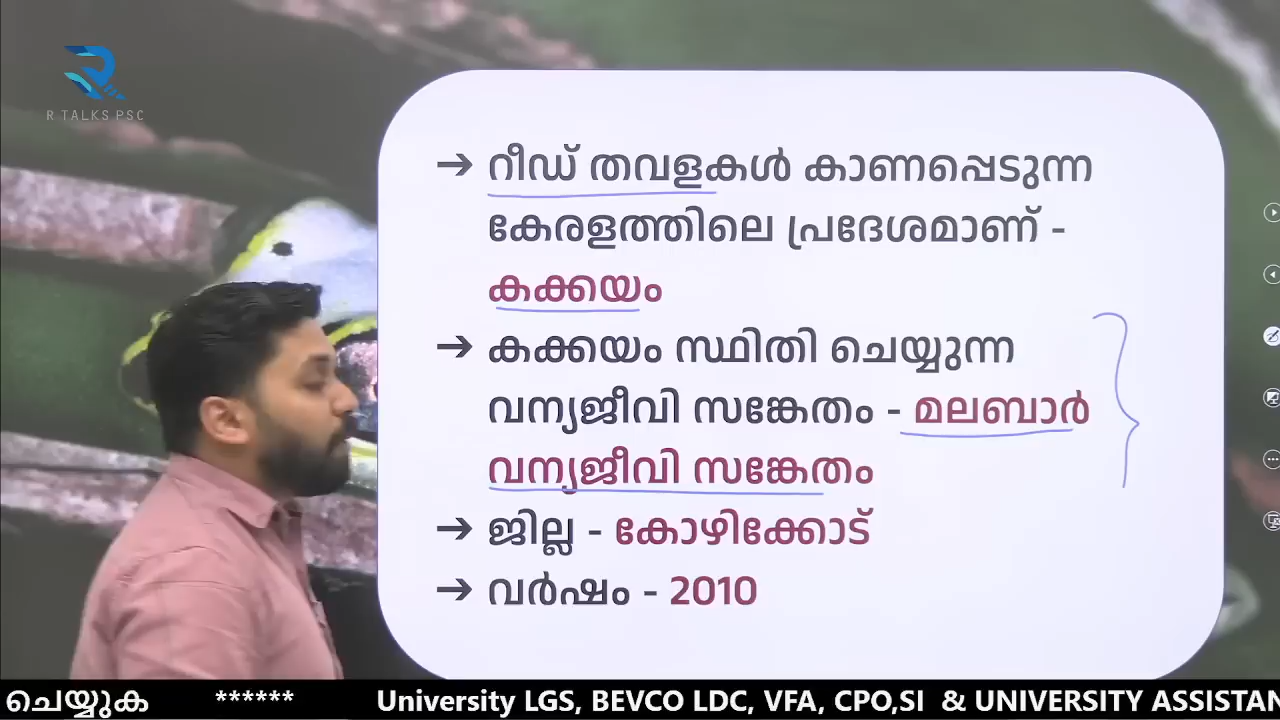 R TALKS PSC
→ റീഡ് തവളകൾ കാണപ്പെടുന്ന
കേരളത്തിലെ പ്രദേശമാണ് -
കക്കയം
→ കക്കയം സ്ഥിതി ചെയ്യുന്ന
വന്യജീവി സങ്കേതം - മലബാർ
വന്യജീവി സങ്കേതം
→ ജില്ല - കോഴിക്കോട്
→ വർഷം - 2010
ചെയ്യുക ****** University LGS, BEVCO LDC, VFA, CPO,SI & UNIVERSITY ASSISTAN